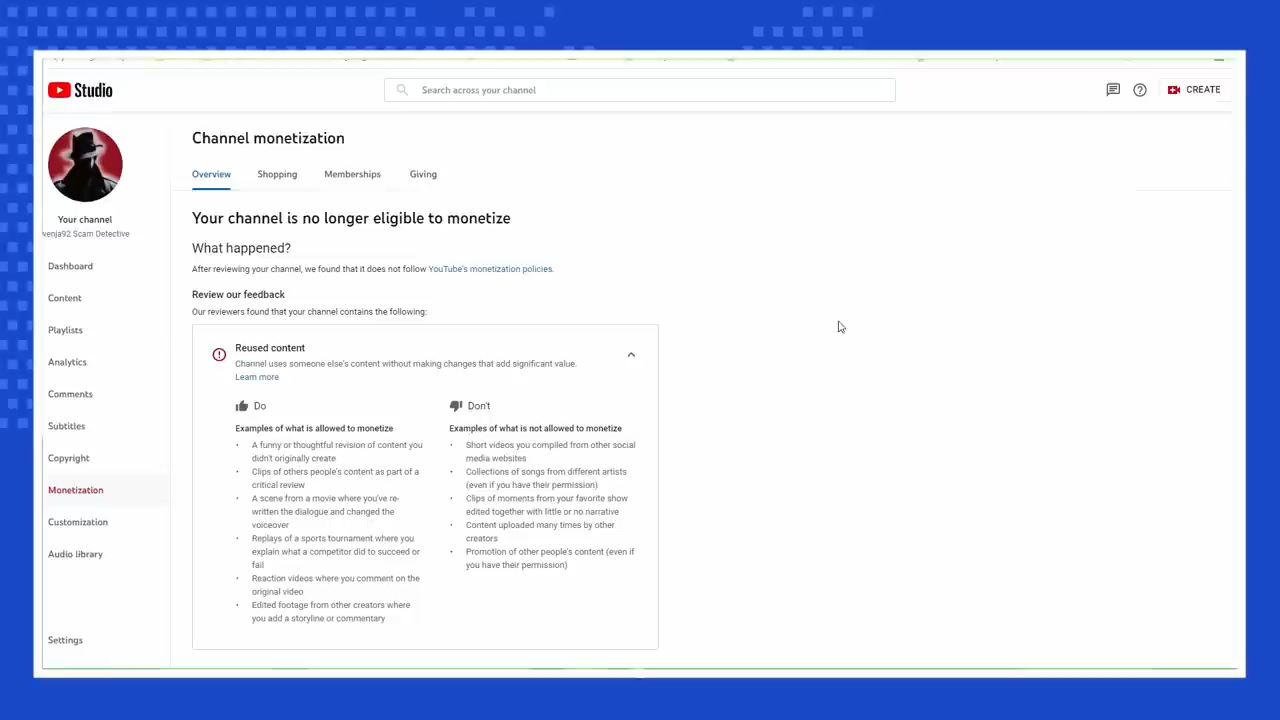 Studio
Search across your channel
CREATE
Your channel
venja92 Scam Detective
Dashboard
Content
Playlists
Analytics
Comments
Subtitles
Copyright
Monetization
Customization
Audio library
Settings
Channel monetization
Overview
Shopping
Memberships
Giving
Your channel is no longer eligible to monetize
What happened?
After reviewing your channel, we found that it does not follow YouTube's monetization policies.
Review our feedback
Our reviewers found that your channel contains the following:
Reused content
Channel uses someone else's content without making changes that add significant value.
Learn more
Do
Examples of what is allowed to monetize
• A funny or thoughtful revision of content you
didn't originally create
• Clips of others people's content as part of a
critical review
• A scene from a movie where you've re-
written the dialogue and changed the
voiceover
• Replays of a sports tournament where you
explain what a competitor did to succeed or
fail
• Reaction videos where you comment on the
original video
• Edited footage from other creators where
you add a storyline or commentary
Don't
Examples of what is not allowed to monetize
• Short videos you compiled from other social
media websites
• Collections of songs from different artists
(even if you have their permission)
• Clips of moments from your favorite show
edited together with little or no narrative
• Content uploaded many times by other
creators
• Promotion of other people's content (even if
you have their permission)